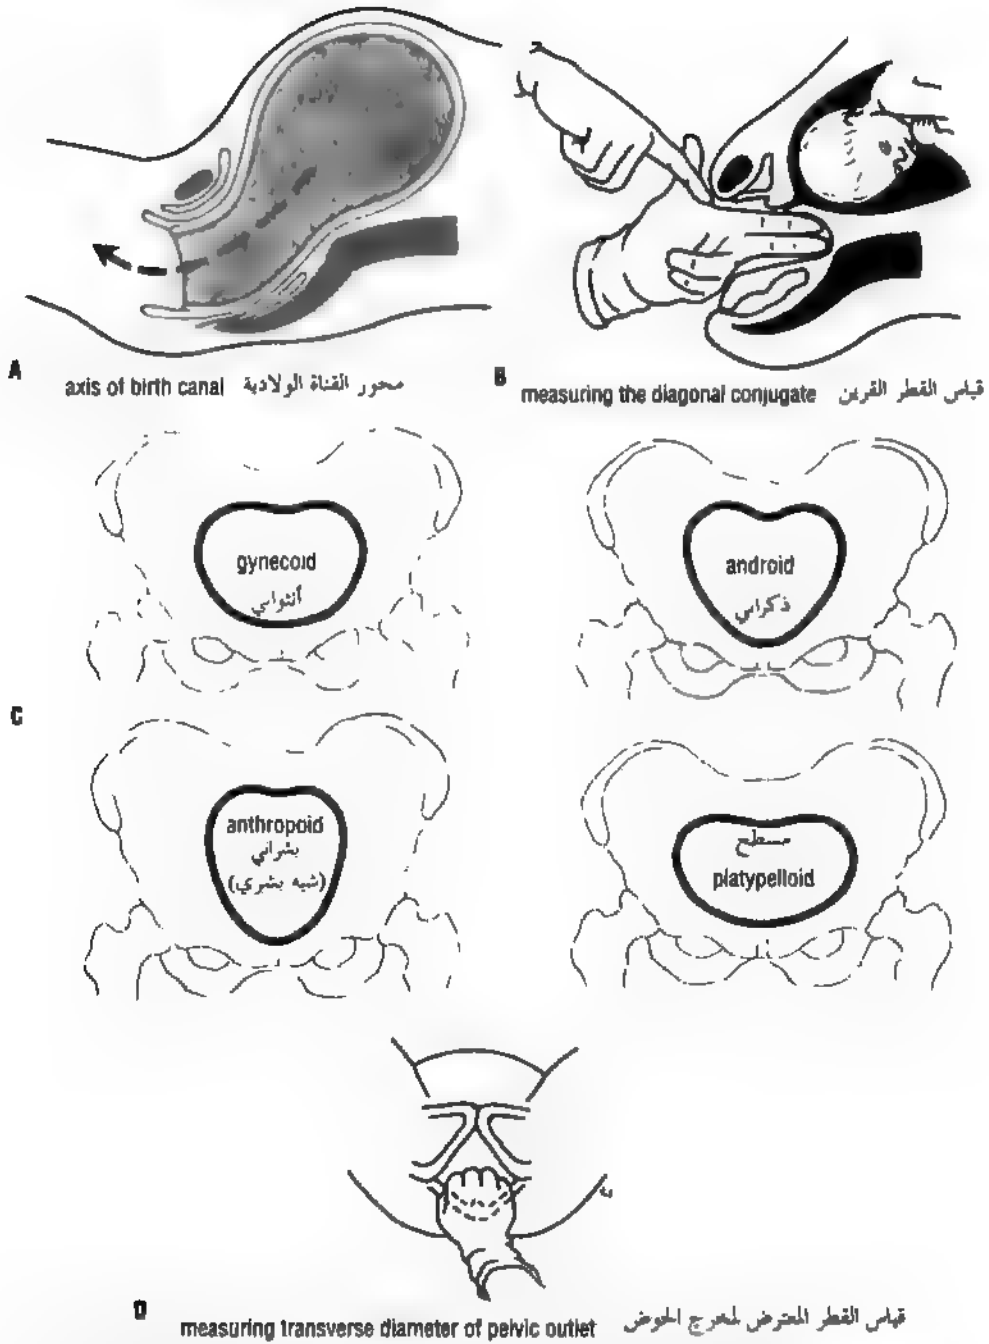 A axis of birth canal محور القناة الولادية
B measuring the diagonal conjugate قياس القطر القرين
gynecoid
أنثواني
android
ذكراني
C
anthropoid
بشراني
(شبه بشري)
مسطح
platypelloid
D measuring transverse diameter of pelvic outlet قياس القطر المعترض لمخرج الحوض